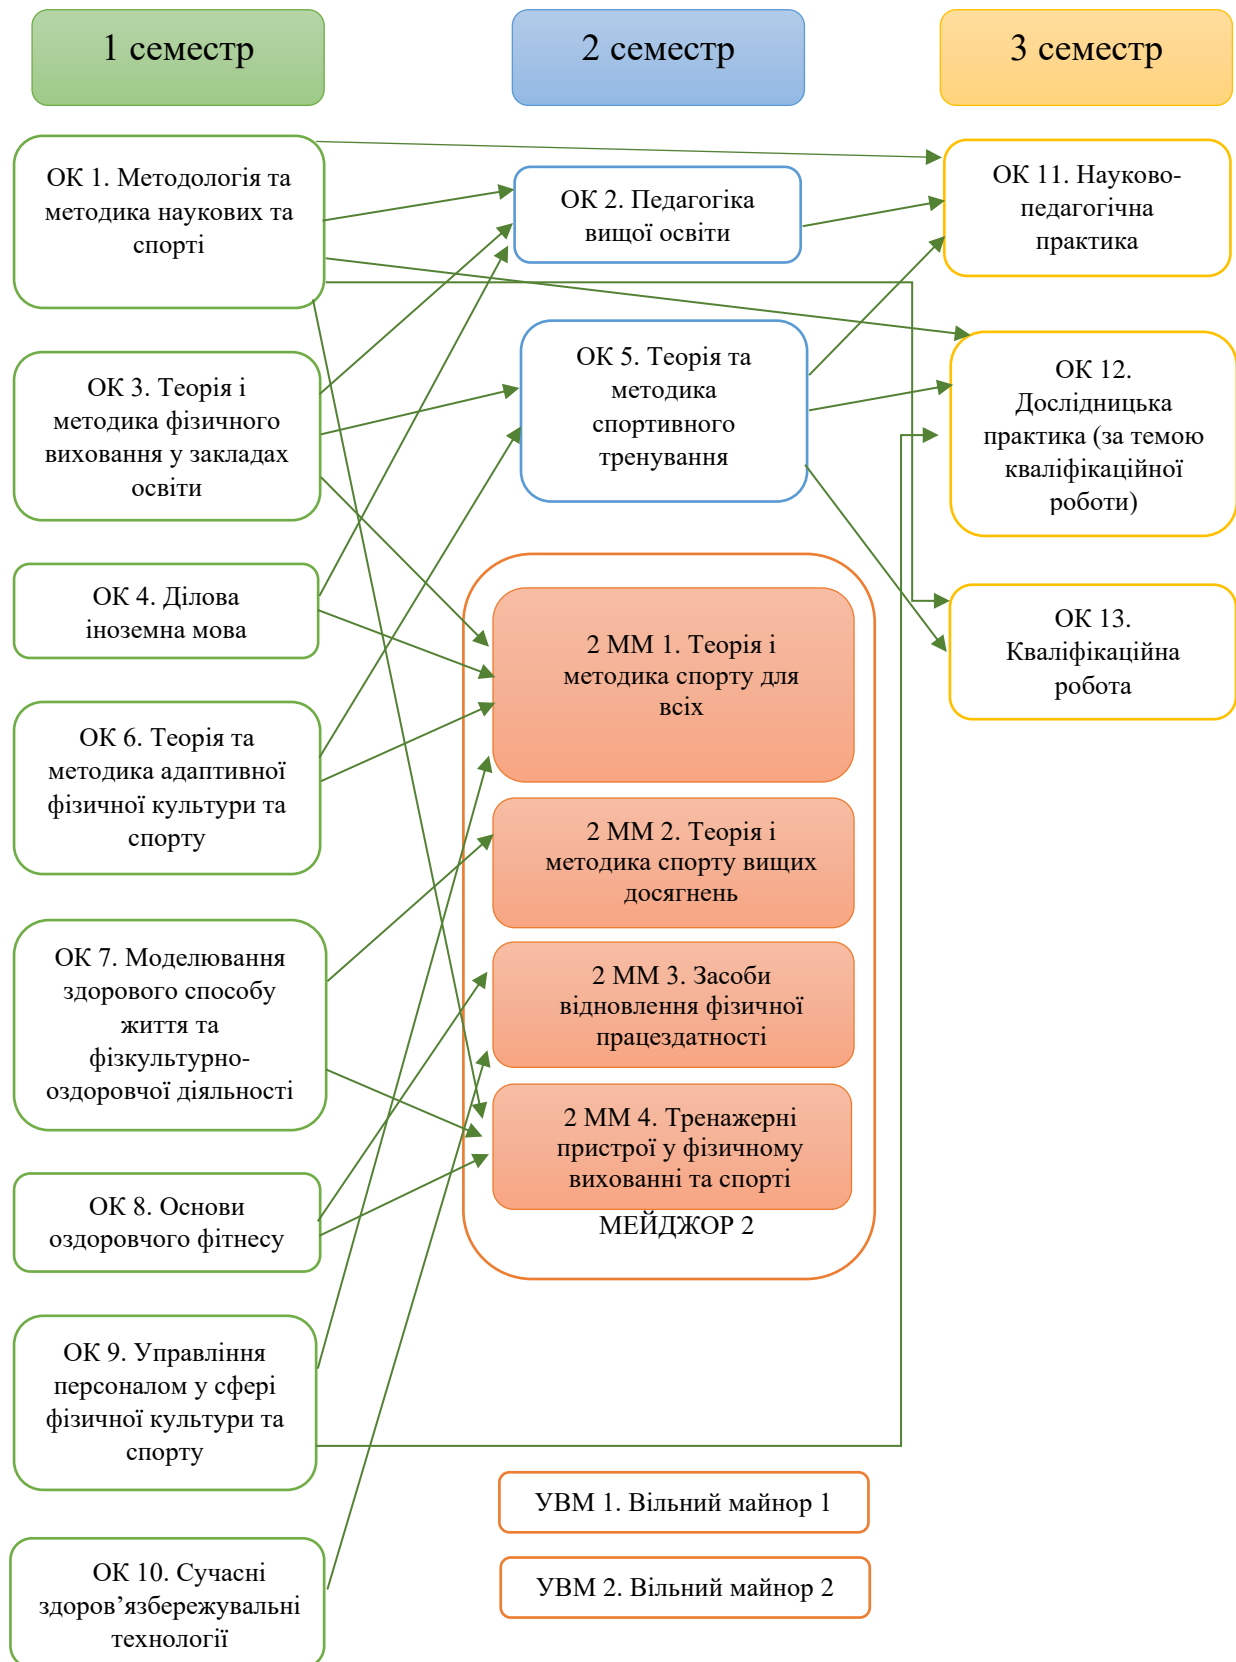 1 семестр
2 семестр
3 семестр
ОК 1. Методологія та
методика наукових та
спорті
ОК 3. Теорія і
методика фізичного
виховання у закладах
освіти
ОК 4. Ділова
іноземна мова
ОК 6. Теорія та
методика адаптивної
фізичної культури та
спорту
ОК 7. Моделювання
здорового способу
життя та
фізкультурно-
оздоровчої діяльності
ОК 8. Основи
оздоровчого фітнесу
ОК 9. Управління
персоналом у сфері
фізичної культури та
спорту
ОК 10. Сучасні
здоров’язбережувальні
технології
ОК 2. Педагогіка
вищої освіти
ОК 5. Теорія та
методика
спортивного
тренування
2 ММ 1. Теорія і
методика спорту для
всіх
2 ММ 2. Теорія і
методика спорту вищих
досягнень
2 ММ 3. Засоби
відновлення фізичної
працездатності
2 ММ 4. Тренажерні
пристрої у фізичному
вихованні та спорті
МЕЙДЖОР 2
УВМ 1. Вільний майнор 1
УВМ 2. Вільний майнор 2
ОК 11. Науково-
педагогічна
практика
ОК 12.
Дослідницька
практика (за темою
кваліфікаційної
роботи)
ОК 13.
Кваліфікаційна
робота